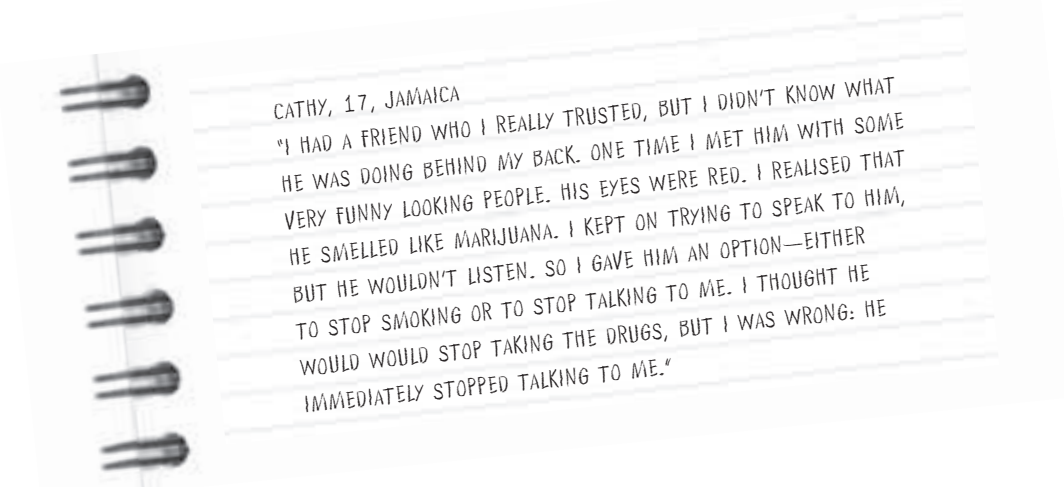 CATHY, 17, JAMAICA
"I HAD A FRIEND WHO I REALLY TRUSTED, BUT I DIDN'T KNOW WHAT
HE WAS DOING BEHIND MY BACK. ONE TIME I MET HIM WITH SOME
VERY FUNNY LOOKING PEOPLE. HIS EYES WERE RED. I REALISED THAT
HE SMELLED LIKE MARIJUANA. I KEPT ON TRYING TO SPEAK TO HIM,
BUT HE WOULDN'T LISTEN. SO I GAVE HIM AN OPTION—EITHER
TO STOP SMOKING OR TO STOP TALKING TO ME. I THOUGHT HE
WOULD WOULD STOP TAKING THE DRUGS, BUT I WAS WRONG: HE
IMMEDIATELY STOPPED TALKING TO ME."